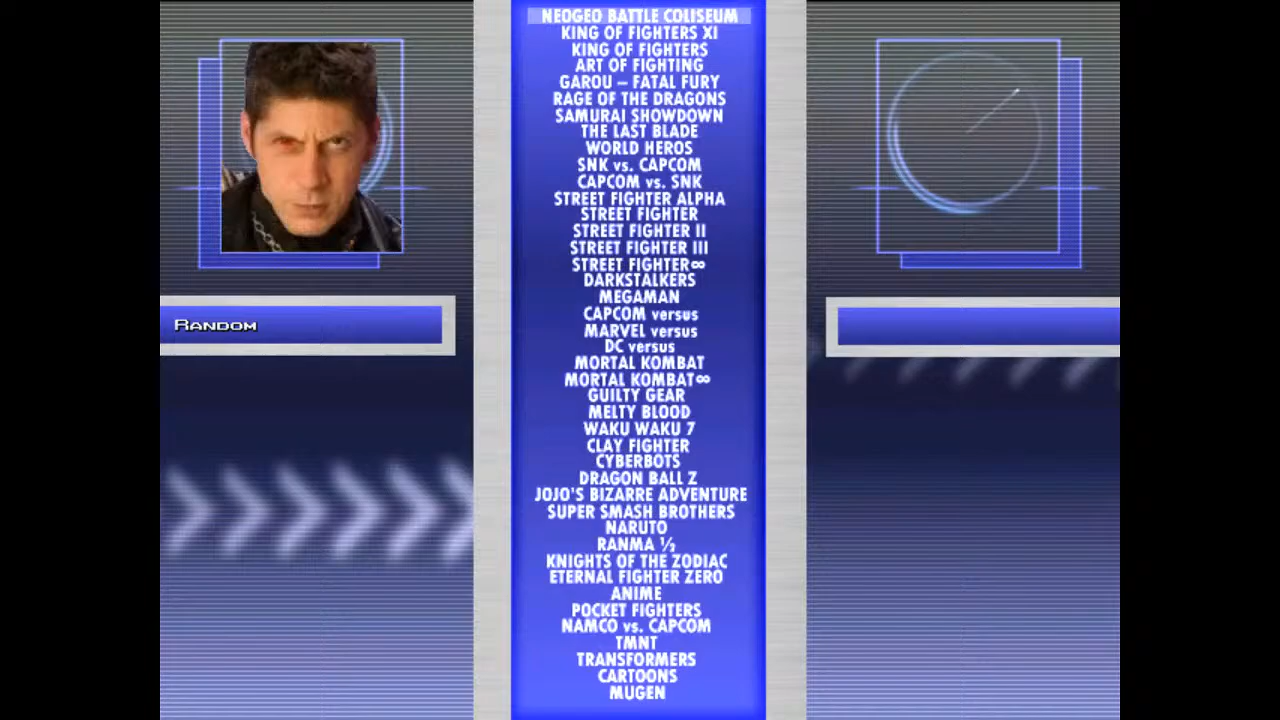 NEOGEO BATTLE COLISEUM
KING OF FIGHTERS XI
KING OF FIGHTERS
ART OF FIGHTING
GAROU – FATAL FURY
RAGE OF THE DRAGONS
SAMURAI SHOWDOWN
THE LAST BLADE
WORLD HEROS
SNK vs. CAPCOM
CAPCOM vs. SNK
STREET FIGHTER ALPHA
STREET FIGHTER
STREET FIGHTER II
STREET FIGHTER III
STREET FIGHTER∞
DARKSTALKERS
MEGAMAN
CAPCOM versus
MARVEL versus
DC versus
MORTAL KOMBAT
MORTAL KOMBAT∞
GUILTY GEAR
MELTY BLOOD
WAKU WAKU 7
CLAY FIGHTER
CYBERBOTS
DRAGON BALL Z
JOJO'S BIZARRE ADVENTURE
SUPER SMASH BROTHERS
NARUTO
RANMA ½
KNIGHTS OF THE ZODIAC
ETERNAL FIGHTER ZERO
ANIME
POCKET FIGHTERS
NAMCO vs. CAPCOM
TMNT
TRANSFORMERS
CARTOONS
MUGEN
RANDOM